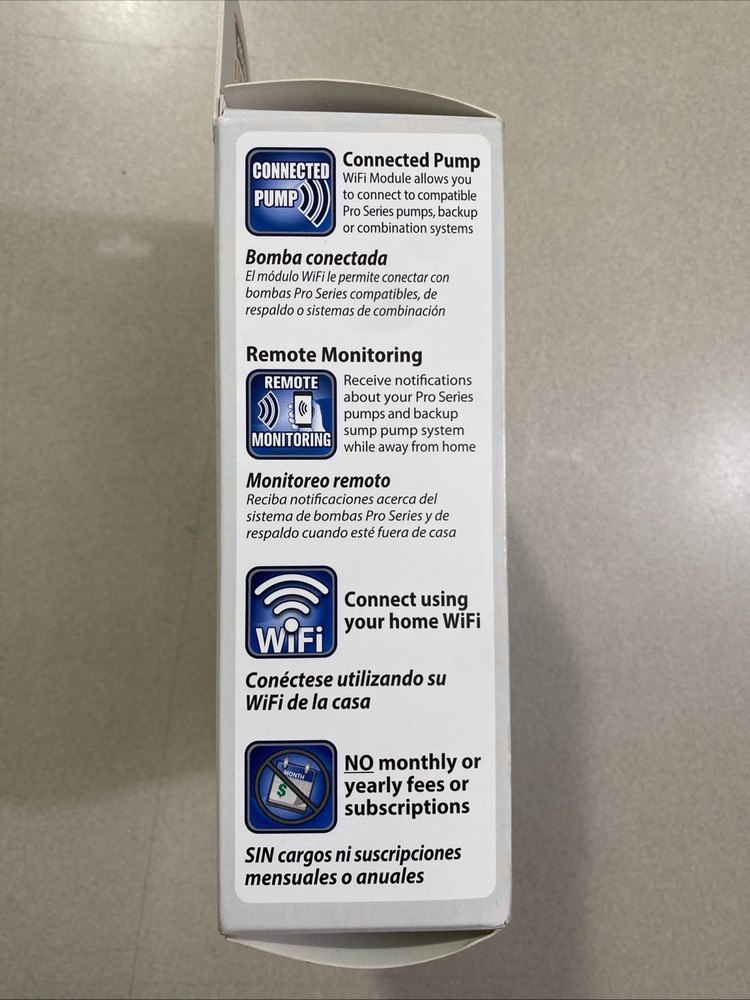 CONNECTED
PUMP
Connected Pump
WiFi Module allows you
to connect to compatible
Pro Series pumps, backup
or combination systems
Bomba conectada
El módulo WiFi le permite conectar con
bombas Pro Series compatibles, de
respaldo o sistemas de combinación
Remote Monitoring
REMOTE
MONITORING
Receive notifications
about your Pro Series
pumps and backup
sump pump system
while away from home
Monitoreo remoto
Reciba notificaciones acerca del
sistema de bombas Pro Series y de
respaldo cuando esté fuera de casa
WiFi
Connect using
your home WiFi
Conéctese utilizando su
WiFi de la casa
MONTH
$
NO monthly or
yearly fees or
subscriptions
SIN cargos ni suscripciones
mensuales o anuales